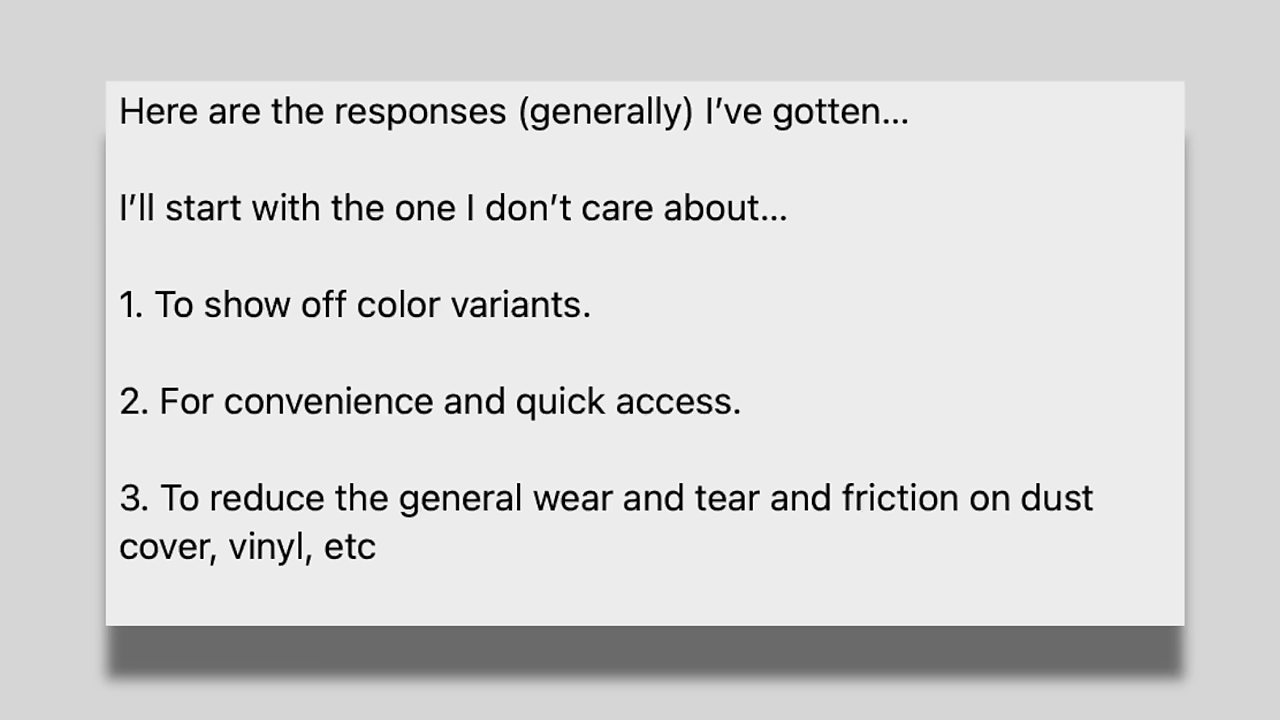 Here are the responses (generally) I’ve gotten...
I’ll start with the one I don’t care about...
1. To show off color variants.
2. For convenience and quick access.
3. To reduce the general wear and tear and friction on dust
cover, vinyl, etc